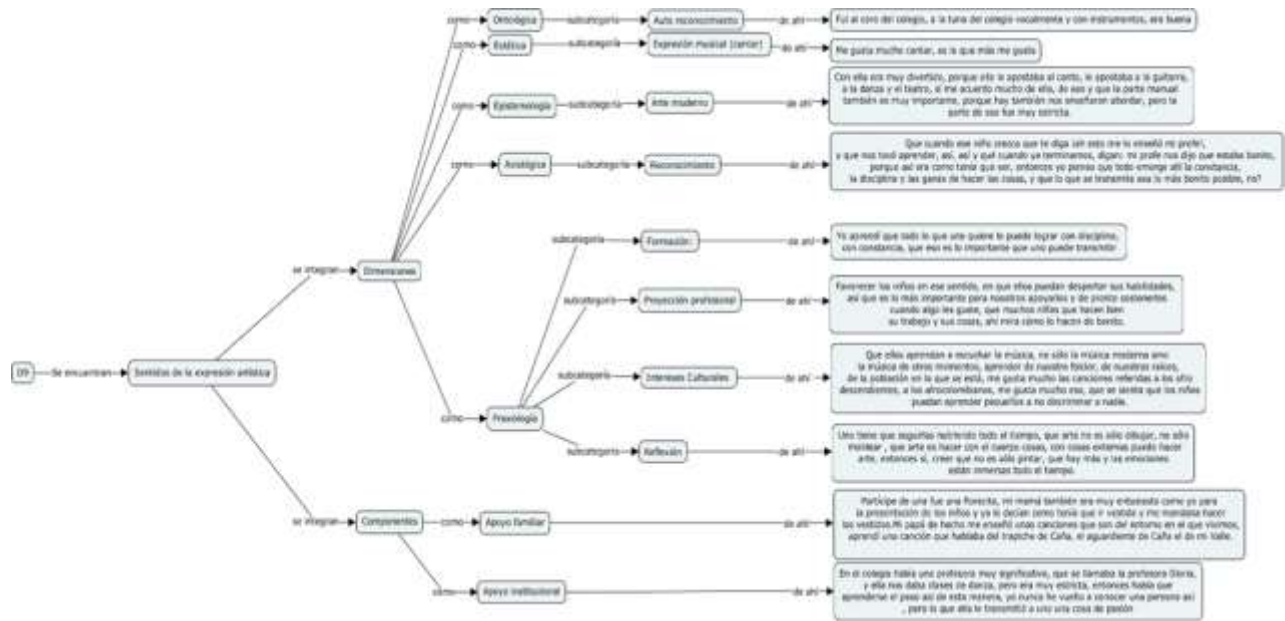 como
Ontológica
subcategoría
Auto reconocimiento
de ahí
Fui al coro del colegio, a la tuna del colegio vocalmente y con instrumentos, era buena
como
Estética
subcategoría
Expresión musical (cantar)
de ahí
Me gusta mucho cantar, es lo que más me gusta
como
Epistemología
subcategoría
Arte moderno
de ahí
Con ella era muy divertido, porque ella le apostaba al canto, le apostaba a la guitarra,
a la danza y el teatro, si me acuerdo mucho de ella, de eso y que la parte manual
también es muy importante, porque hay también nos enseñaron abordar, pero la
parte de eso fue muy estricta.
como
Axiológica
subcategoría
Reconocimiento
de ahí
Que cuando ese niño crezca que te diga ¡ah esto me lo enseñó mi profe!,
y que nos tocó aprender, así, así y qué cuando ya terminamos, digan: mi profe nos dijo que estaba bonito,
porque así era como tenía que ser, entonces yo pienso que todo emerge ahí la constancia,
la disciplina y las ganas de hacer las cosas, y que lo que se transmita sea lo más bonito posible, no?
subcategoría
Formación:
de ahí
Yo aprendí que todo lo que uno quiere lo puede lograr con disciplina,
con constancia, que eso es lo importante que uno puede transmitir
se integran
Dimensiones
subcategoría
Proyección profesional
de ahí
Favorecer los niños en ese sentido, en que ellos puedan despertar sus habilidades,
así que es lo más importante para nosotros apoyarlos y de pronto sostenerlos
cuando algo les guste, que muchos niños que hacen bien
su trabajo y sus cosas, ahí mira cómo lo hacen de bonito.
D9
Se encuentran
Sentidos de la expresión artística
subcategoría
Intereses Culturales
de ahí
Que ellos aprendan a escuchar la música, no sólo la música moderna sino
la música de otros momentos, aprender de nuestro folclor, de nuestras raíces,
de la población en la que se está, me gusta mucho las canciones referidas a los afro
descendientes, a los afrocolombianos, me gusta mucho eso, que se sienta que los niños
puedan aprender pequeños a no discriminar a nadie.
como
Praxiología
subcategoría
Reflexión
de ahí
Uno tiene que seguirlas nutriendo todo el tiempo, que arte no es sólo dibujar, no sólo
moldear , que arte es hacer con el cuerpo cosas, con cosas externas puedo hacer
arte, entonces sí, creer que no es sólo pintar, que hay más y las emociones
están inmersas todo el tiempo.
se integran
Componentes
como
Apoyo familiar
de ahí
Participe de una fue una florecita, mi mamá también era muy entusiasta como yo para
la presentación de los niños y ya le decían como tenía que ir vestida y me mandaba hacer
los vestidos.Mi papá de hecho me enseñó unas canciones que son del entorno en el que vivimos,
aprendí una canción que hablaba del trapiche de Caña, el aguardiente de Caña el de mi Valle.
como
Apoyo institucional
de ahí
En el colegio había una profesora muy significativa, que se llamaba la profesora Gloria,
y ella nos daba clases de danza, pero era muy estricta, entonces había que
aprenderse el paso así de esta manera, yo nunca he vuelto a conocer una persona así
, pero lo que ella le transmitió a uno una cosa de pasión